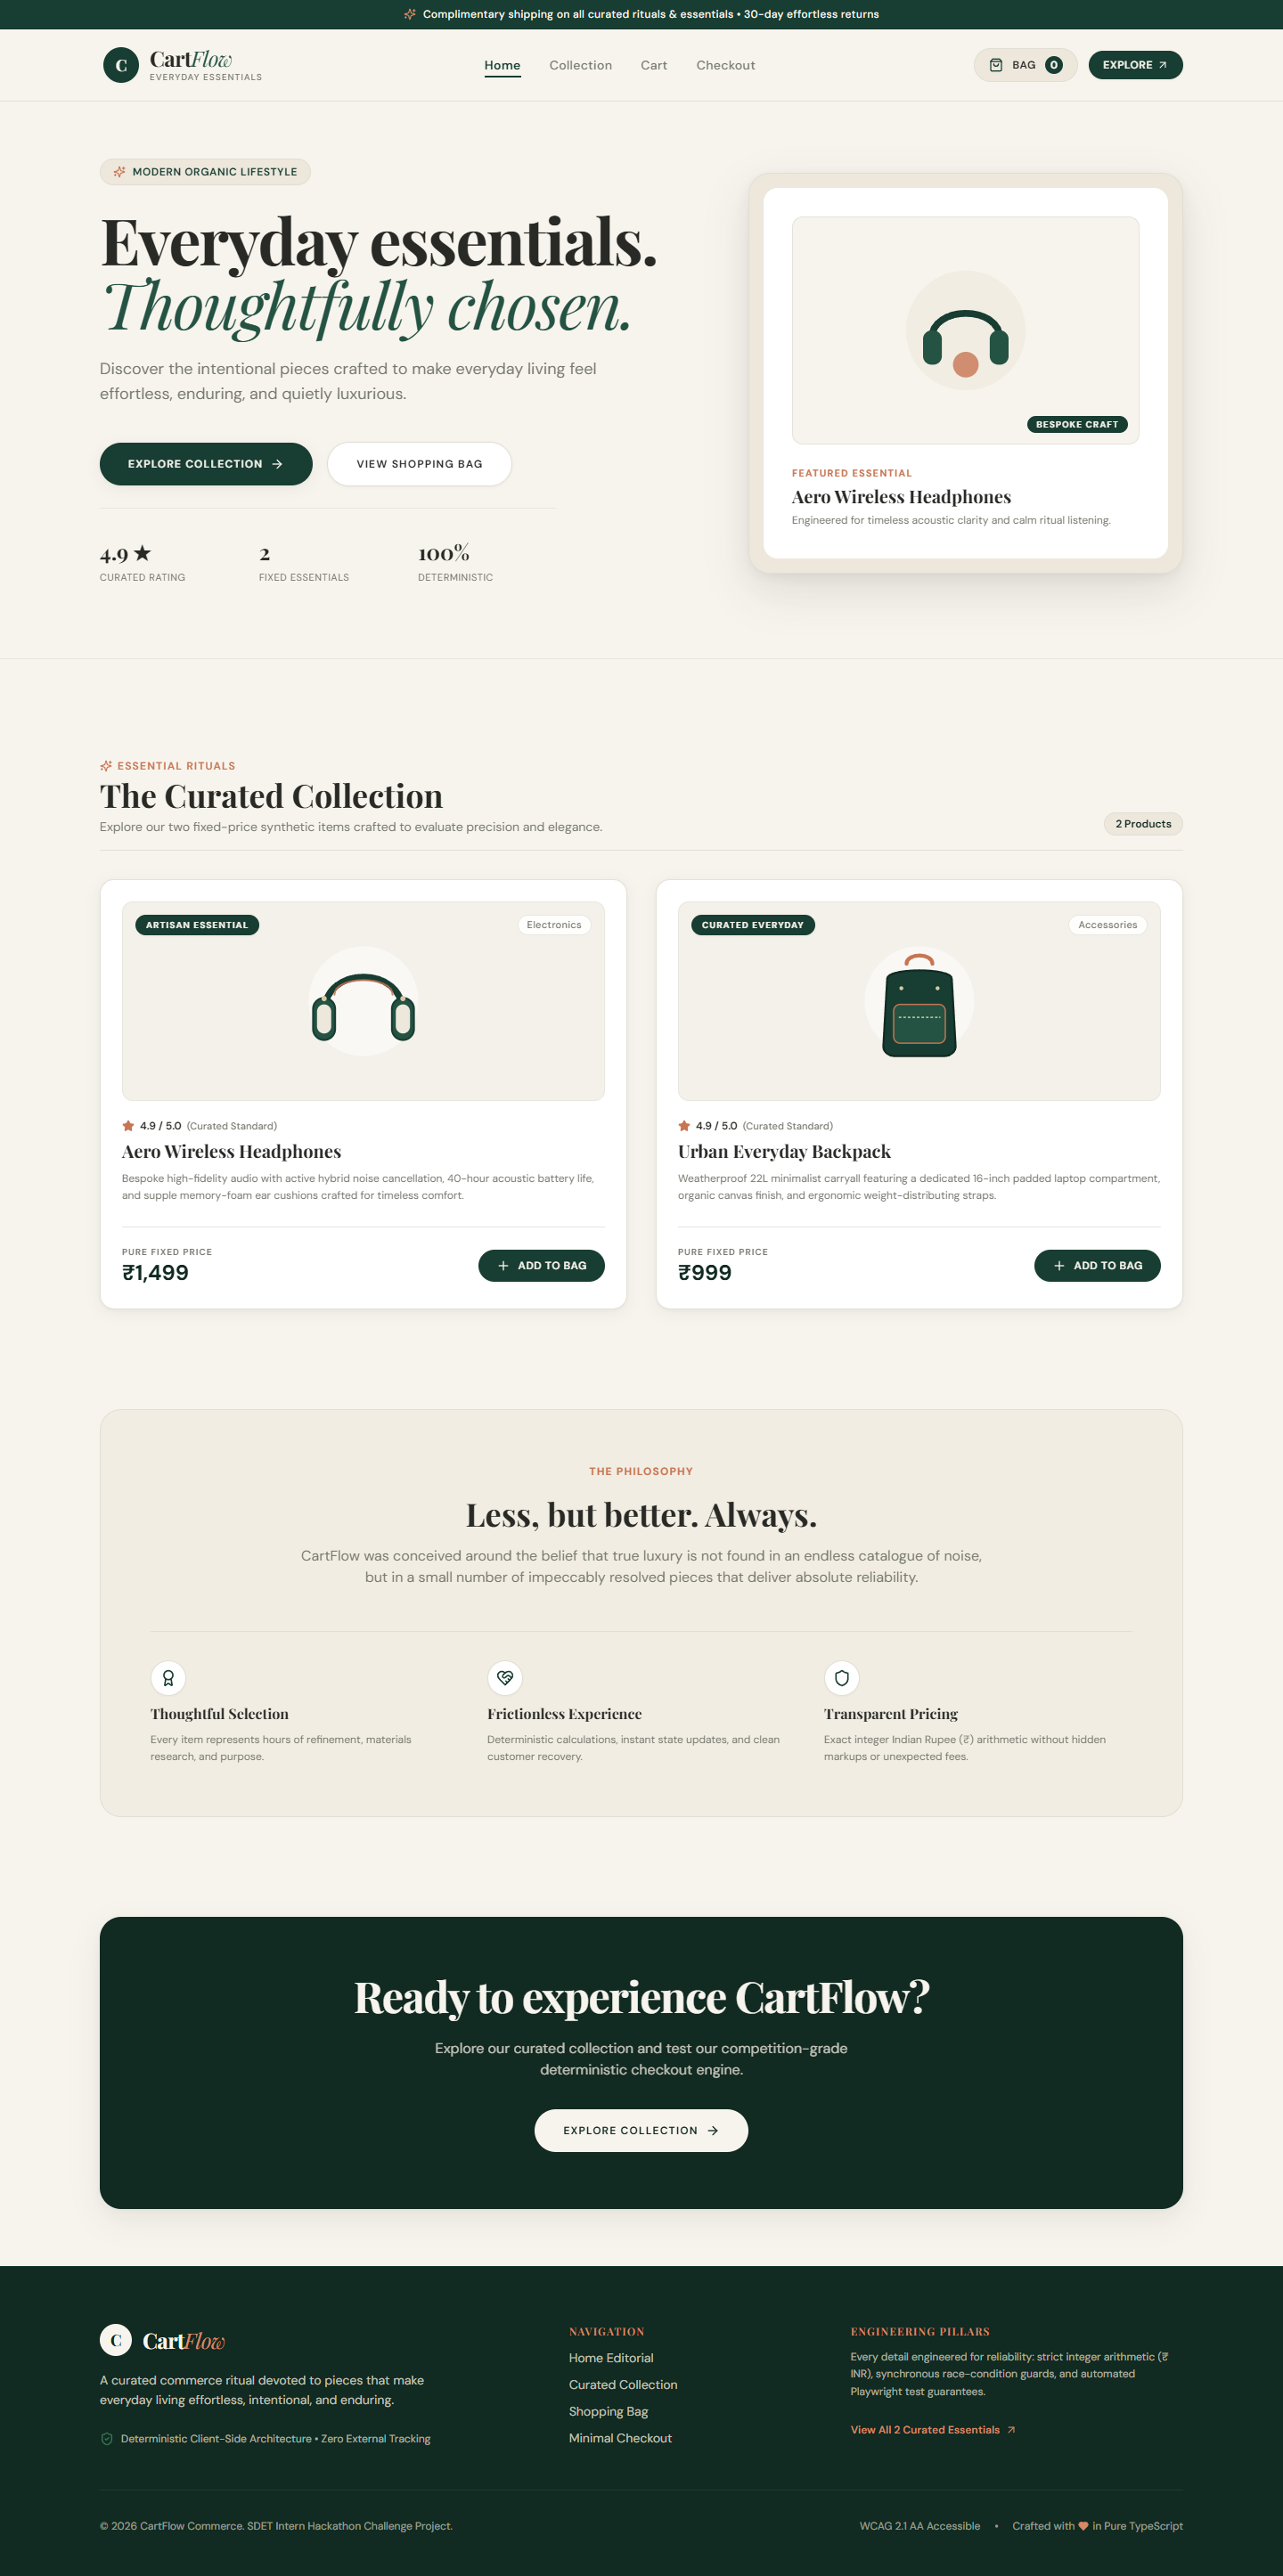 Complimentary shipping on all curated rituals & essentials • 30-day effortless returns
C
CartFlow
EVERYDAY ESSENTIALS
Home
Collection
Cart
Checkout
BAG 0
EXPLORE
MODERN ORGANIC LIFESTYLE
Everyday essentials.
Thoughtfully chosen.
Discover the intentional pieces crafted to make everyday living feel
effortless, enduring, and quietly luxurious.
EXPLORE COLLECTION
VIEW SHOPPING BAG
4.9 ★
CURATED RATING
2
FIXED ESSENTIALS
100%
DETERMINISTIC
BESPOKE CRAFT
FEATURED ESSENTIAL
Aero Wireless Headphones
Engineered for timeless acoustic clarity and calm ritual listening.
ESSENTIAL RITUALS
The Curated Collection
Explore our two fixed-price synthetic items crafted to evaluate precision and elegance.
2 Products
ARTISAN ESSENTIAL
Electronics
4.9 / 5.0 (Curated Standard)
Aero Wireless Headphones
Bespoke high-fidelity audio with active hybrid noise cancellation, 40-hour acoustic battery life,
and supple memory-foam ear cushions crafted for timeless comfort.
PURE FIXED PRICE
₹1,499
ADD TO BAG
CURATED EVERYDAY
Accessories
4.9 / 5.0 (Curated Standard)
Urban Everyday Backpack
Weatherproof 22L minimalist carryall featuring a dedicated 16-inch padded laptop compartment,
organic canvas finish, and ergonomic weight-distributing straps.
PURE FIXED PRICE
₹999
ADD TO BAG
THE PHILOSOPHY
Less, but better. Always.
CartFlow was conceived around the belief that true luxury is not found in an endless catalogue of noise,
but in a small number of impeccably resolved pieces that deliver absolute reliability.
Thoughtful Selection
Every item represents hours of refinement, materials
research, and purpose.
Frictionless Experience
Deterministic calculations, instant state updates, and clean
customer recovery.
Transparent Pricing
Exact integer Indian Rupee (₹) arithmetic without hidden
markups or unexpected fees.
Ready to experience CartFlow?
Explore our curated collection and test our competition-grade
deterministic checkout engine.
EXPLORE COLLECTION
C
CartFlow
A curated commerce ritual devoted to pieces that make
everyday living effortless, intentional, and enduring.
Deterministic Client-Side Architecture • Zero External Tracking
NAVIGATION
Home Editorial
Curated Collection
Shopping Bag
Minimal Checkout
ENGINEERING PILLARS
Every detail engineered for reliability: strict integer arithmetic (₹
INR), synchronous race-condition guards, and automated
Playwright test guarantees.
View All 2 Curated Essentials
© 2026 CartFlow Commerce. SDET Intern Hackathon Challenge Project.
WCAG 2.1 AA Accessible • Crafted with ♥ in Pure TypeScript